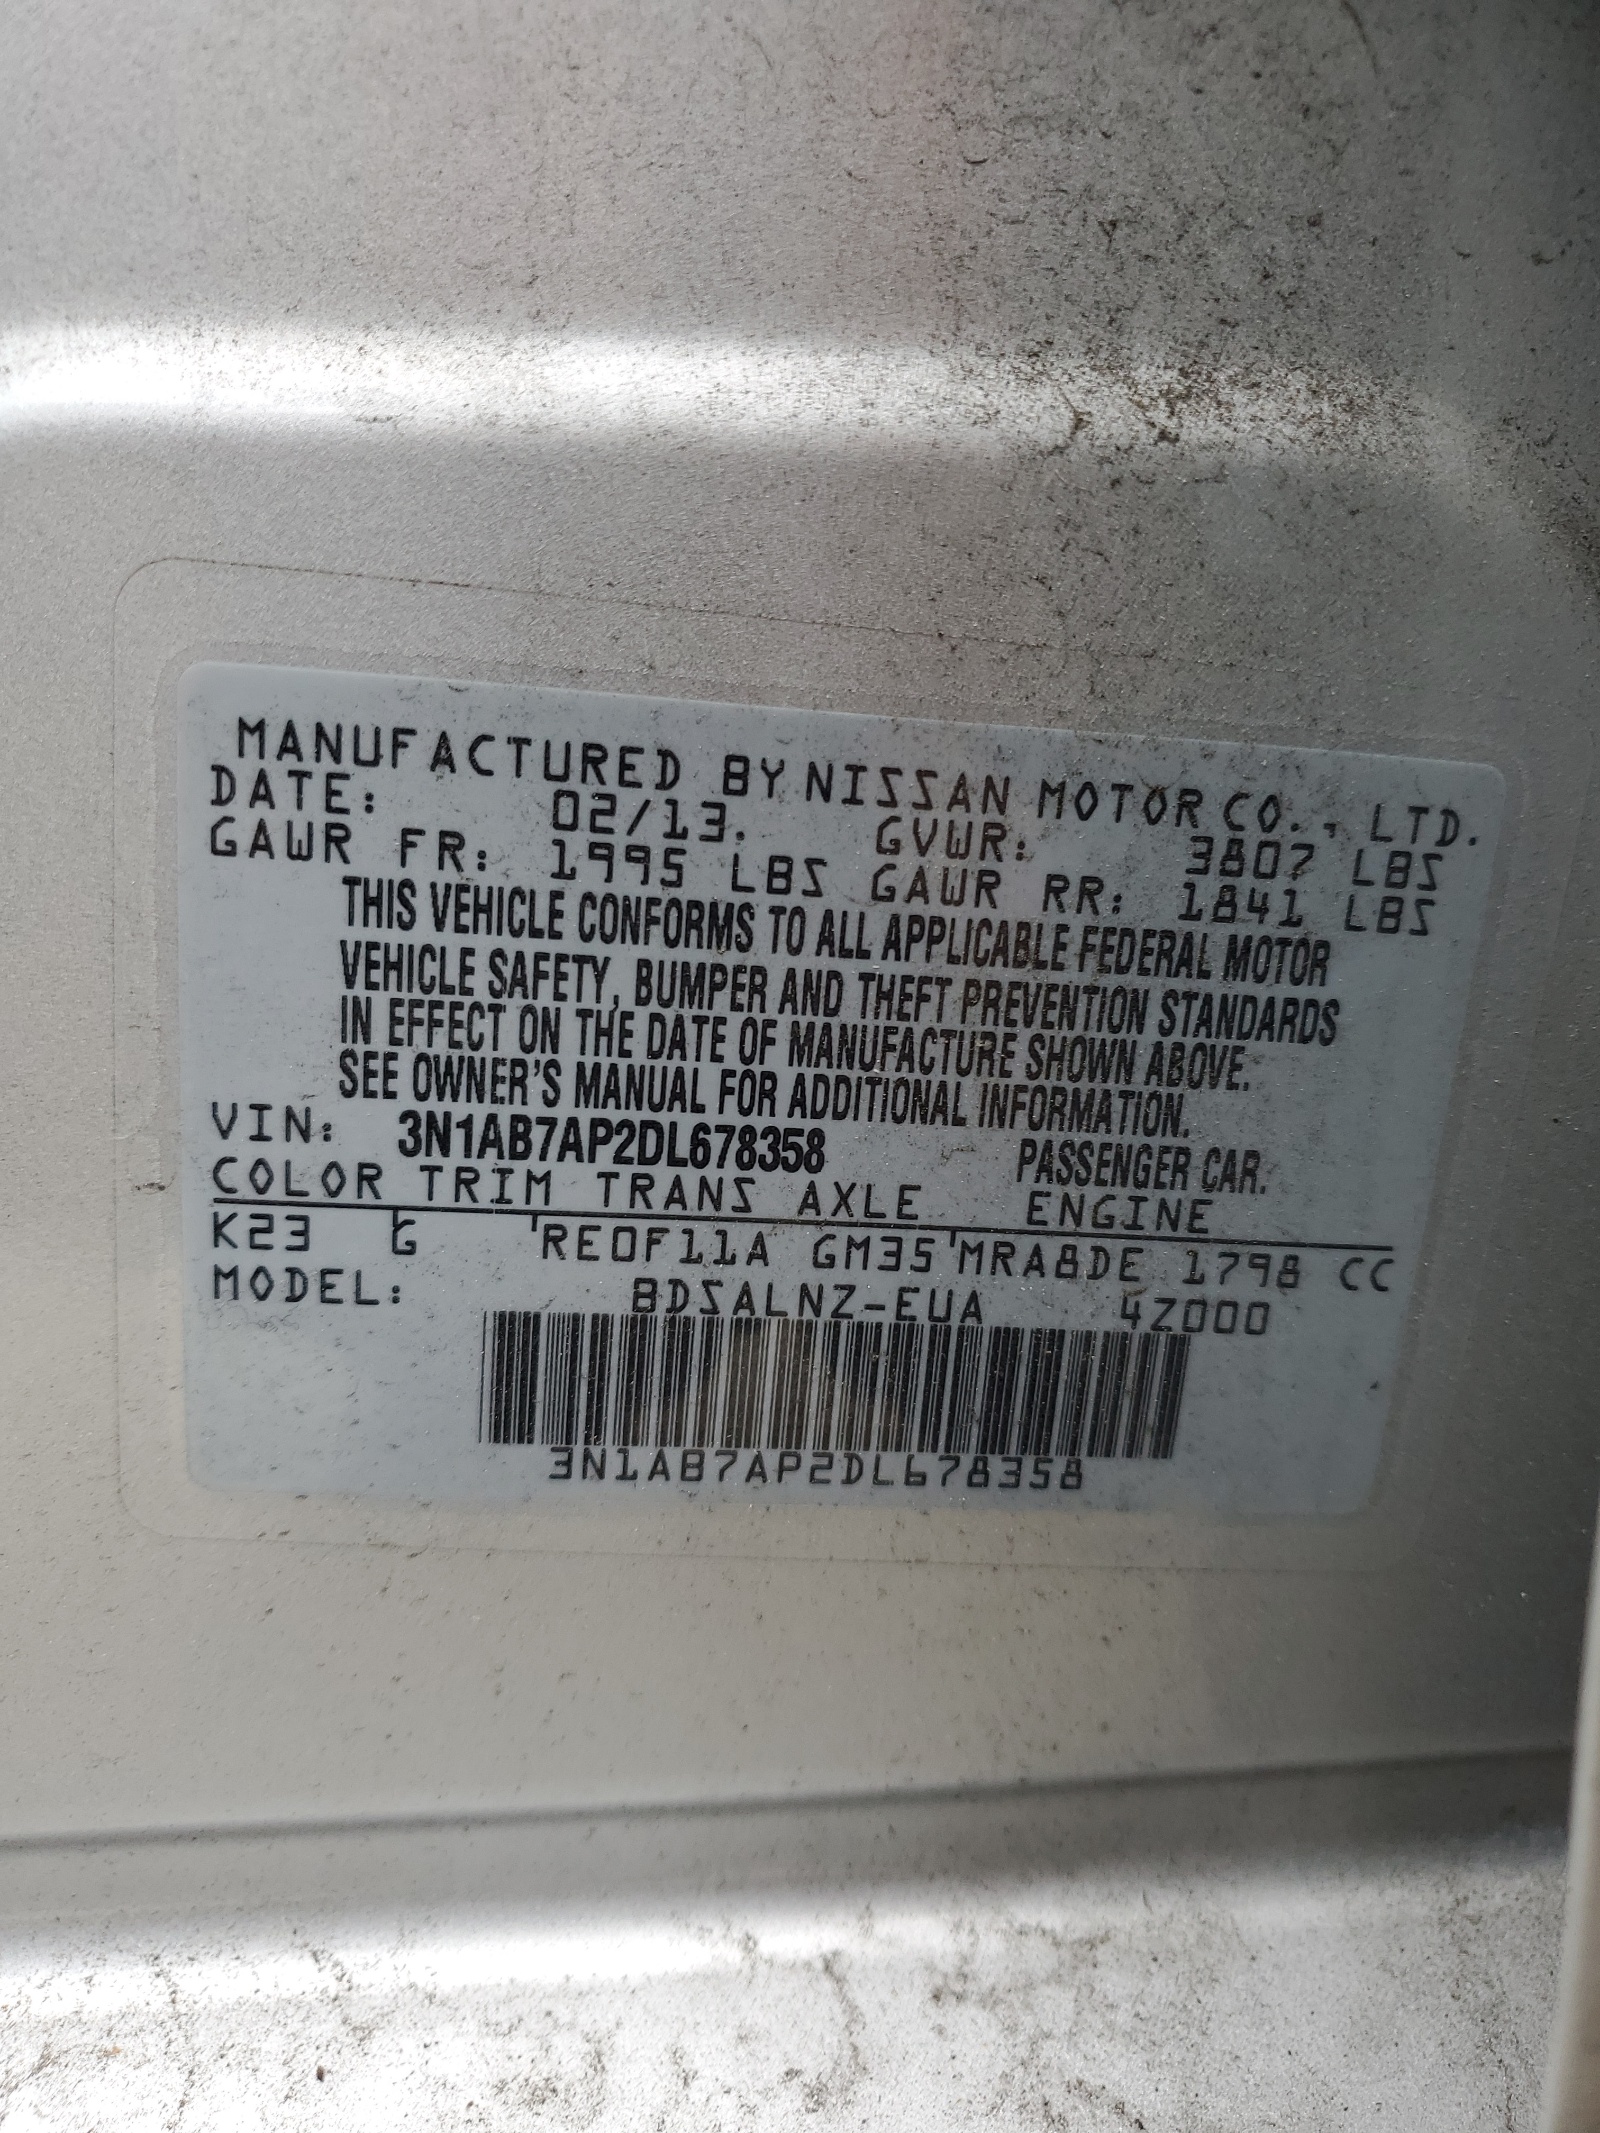 MANUFACTURED BY NISSAN MOTOR CO., LTD.
DATE: 02/13. GVWR: 3807 LBS
GAWR FR: 1995 LBS GAWR RR: 1841 LBS
THIS VEHICLE CONFORMS TO ALL APPLICABLE FEDERAL MOTOR
VEHICLE SAFETY, BUMPER AND THEFT PREVENTION STANDARDS
IN EFFECT ON THE DATE OF MANUFACTURE SHOWN ABOVE.
SEE OWNER'S MANUAL FOR ADDITIONAL INFORMATION.
VIN: 3N1AB7AP2DL678358 PASSENGER CAR.
COLOR TRIM TRANS AXLE ENGINE
K23 G RE0F11A GM35 MRA8DE 1798 CC
MODEL: BDSALNZ-EUA 4Z000
3N1AB7AP2DL678358